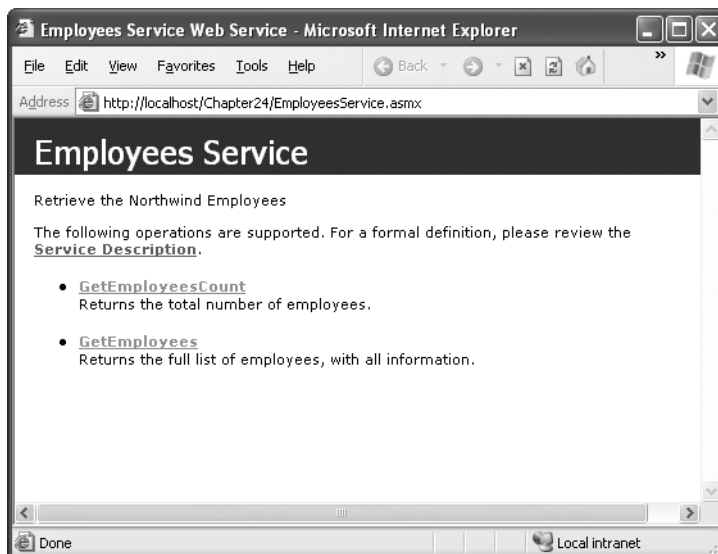 Employees Service Web Service - Microsoft Internet Explorer
File Edit View Favorites Tools Help Back »
Address http://localhost/Chapter24/EmployeesService.asmx
Employees Service
Retrieve the Northwind Employees
The following operations are supported. For a formal definition, please review the
Service Description.
• GetEmployeesCount
Returns the total number of employees.
• GetEmployees
Returns the full list of employees, with all information.
Done Local intranet